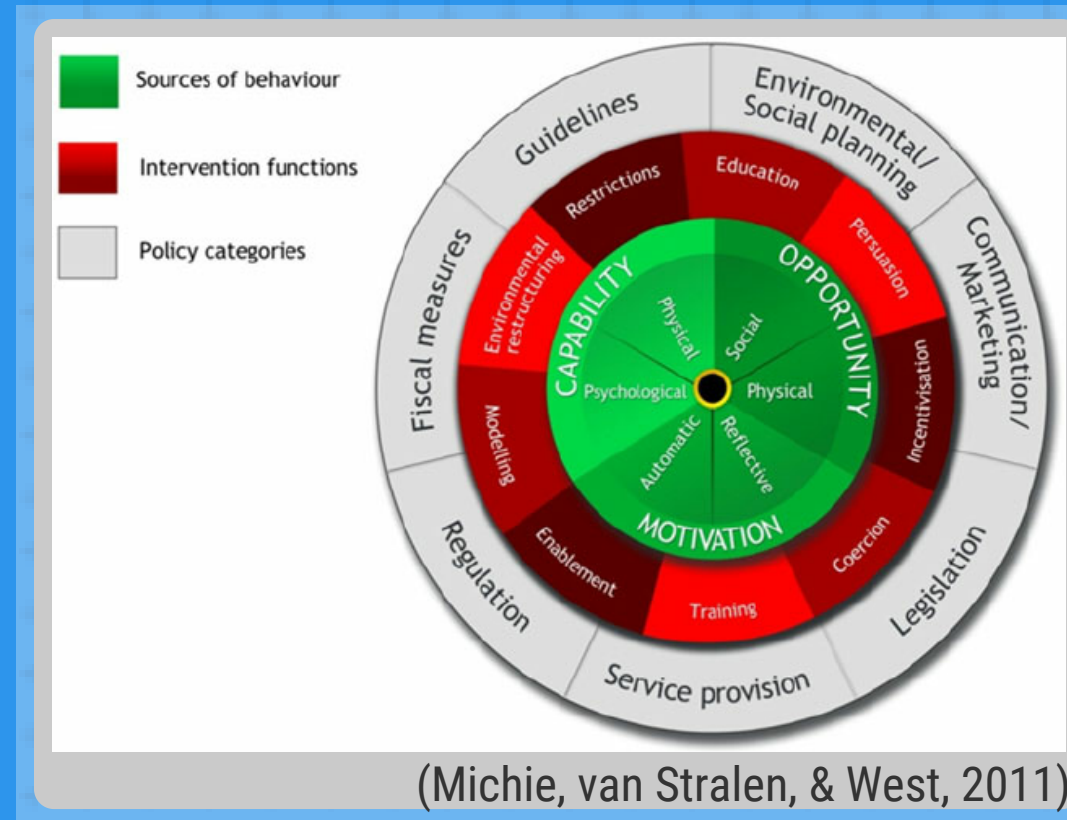 Sources of behaviour
Intervention functions
Policy categories
Environmental/
Social planning
Communication/
Marketing
Legislation
Service provision
Regulation
Fiscal measures
Guidelines
Education
Persuasion
Incentivisation
Coercion
Training
Enablement
Modelling
Environmental
restructuring
Restrictions
CAPABILITY
Physical
Psychological
OPPORTUNITY
Social
Physical
MOTIVATION
Automatic
Reflective
(Michie, van Stralen, & West, 2011)